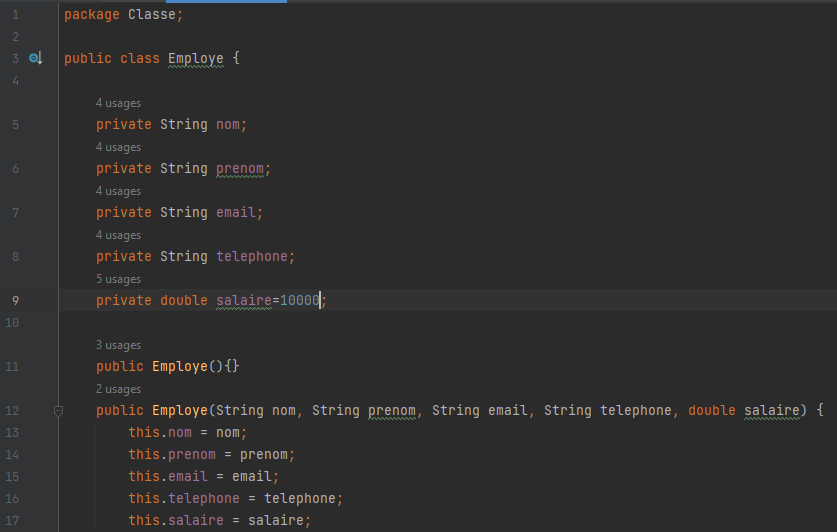 1 package Classe;
2
3 public class Employe {
4
4 usages
5 private String nom;
4 usages
6 private String prenom;
4 usages
7 private String email;
4 usages
8 private String telephone;
5 usages
9 private double salaire=10000;
10
3 usages
11 public Employe(){}
2 usages
12 public Employe(String nom, String prenom, String email, String telephone, double salaire) {
13 this.nom = nom;
14 this.prenom = prenom;
15 this.email = email;
16 this.telephone = telephone;
17 this.salaire = salaire;